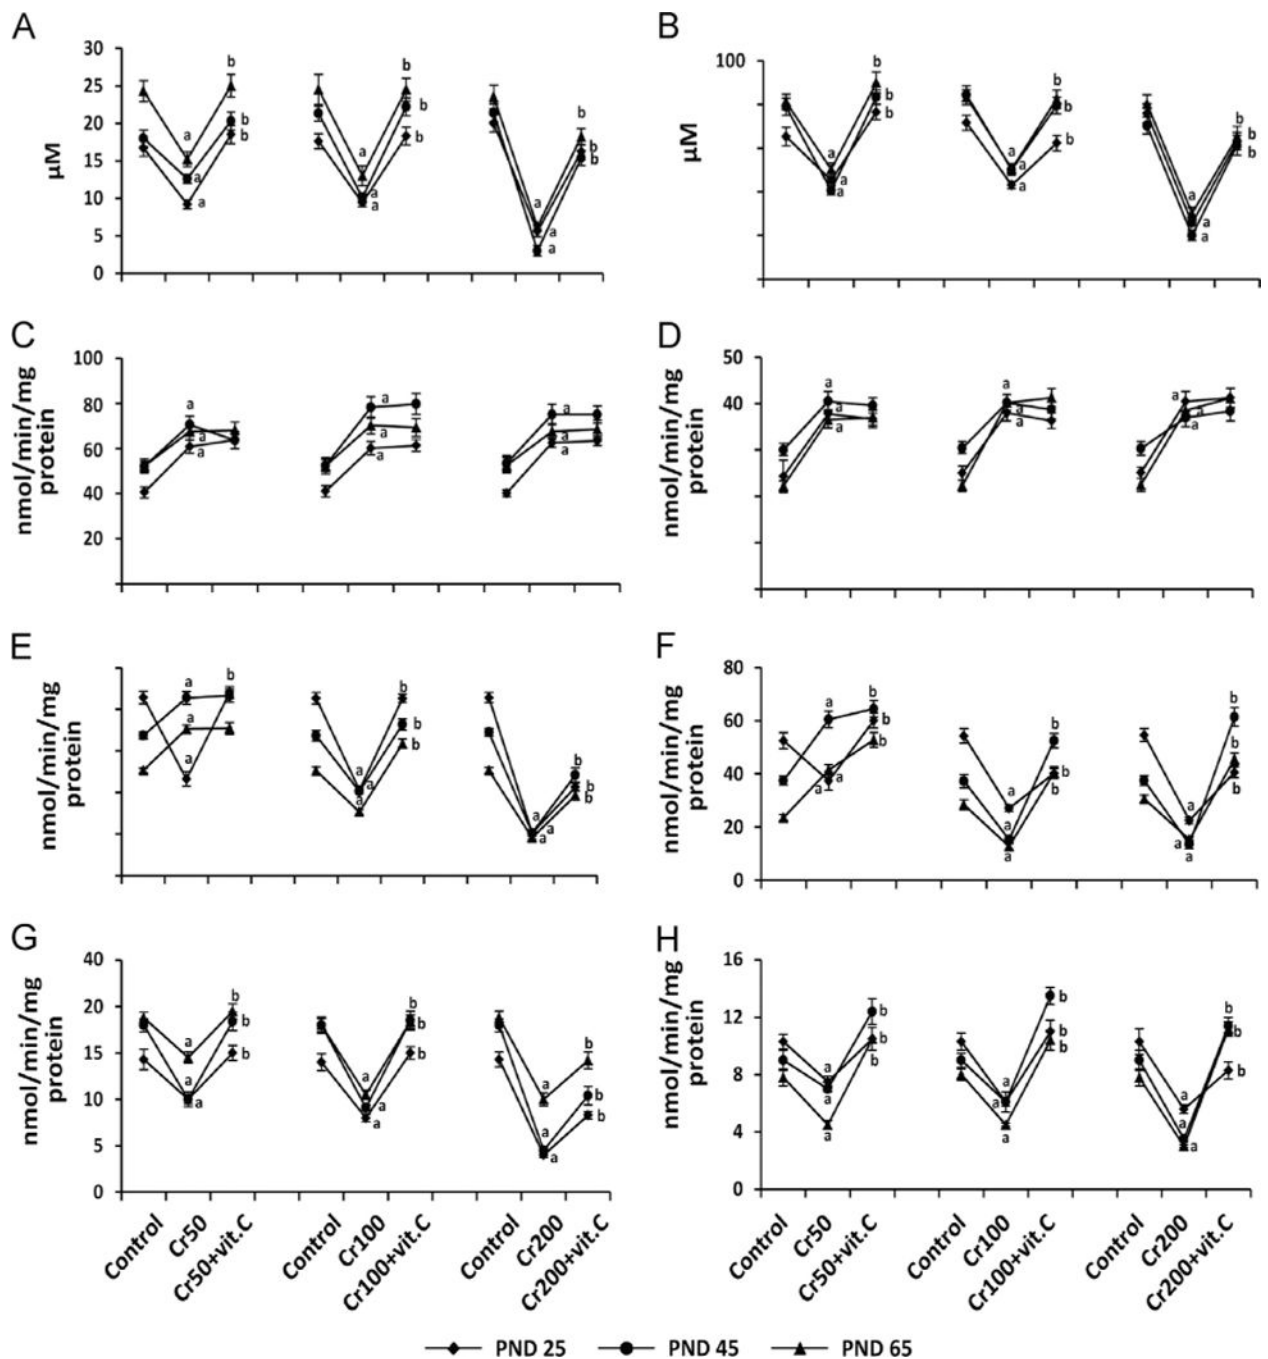 A
30
25
20
15
10
5
0
µM
b
b
b
a
a
a
b
b
b
a
a
a
b
b
b
a
a
a
B
100
µM
b
b
b
a
a
a
b
b
b
a
a
a
b
b
b
a
a
a
C
100
80
60
40
20
nmol/min/mg
protein
a
a
a
a
a
a
a
a
a
D
50
40
nmol/min/mg
protein
a
a
a
a
a
a
a
a
E
nmol/min/mg
protein
a
b
a
a
b
b
b
a
a
a
b
b
b
a
a
a
F
80
60
40
20
0
nmol/min/mg
protein
a
b
b
b
a
a
b
b
b
a
a
a
b
b
b
a
a
a
G
40
20
15
10
5
0
nmol/min/mg
protein
b
b
b
a
a
a
b
b
b
a
a
a
b
b
b
a
a
a
H
16
12
8
4
0
nmol/min/mg
protein
b
b
b
a
a
a
b
b
b
a
a
a
b
b
b
a
a
a
Control
Cr50
Cr50+vit.C
Control
Cr100
Cr100+vit.C
Control
Cr200
Cr200+vit.C
Control
Cr50
Cr50+vit.C
Control
Cr100
Cr100+vit.C
Control
Cr200
Cr200+vit.C
PND 25 PND 45 PND 65